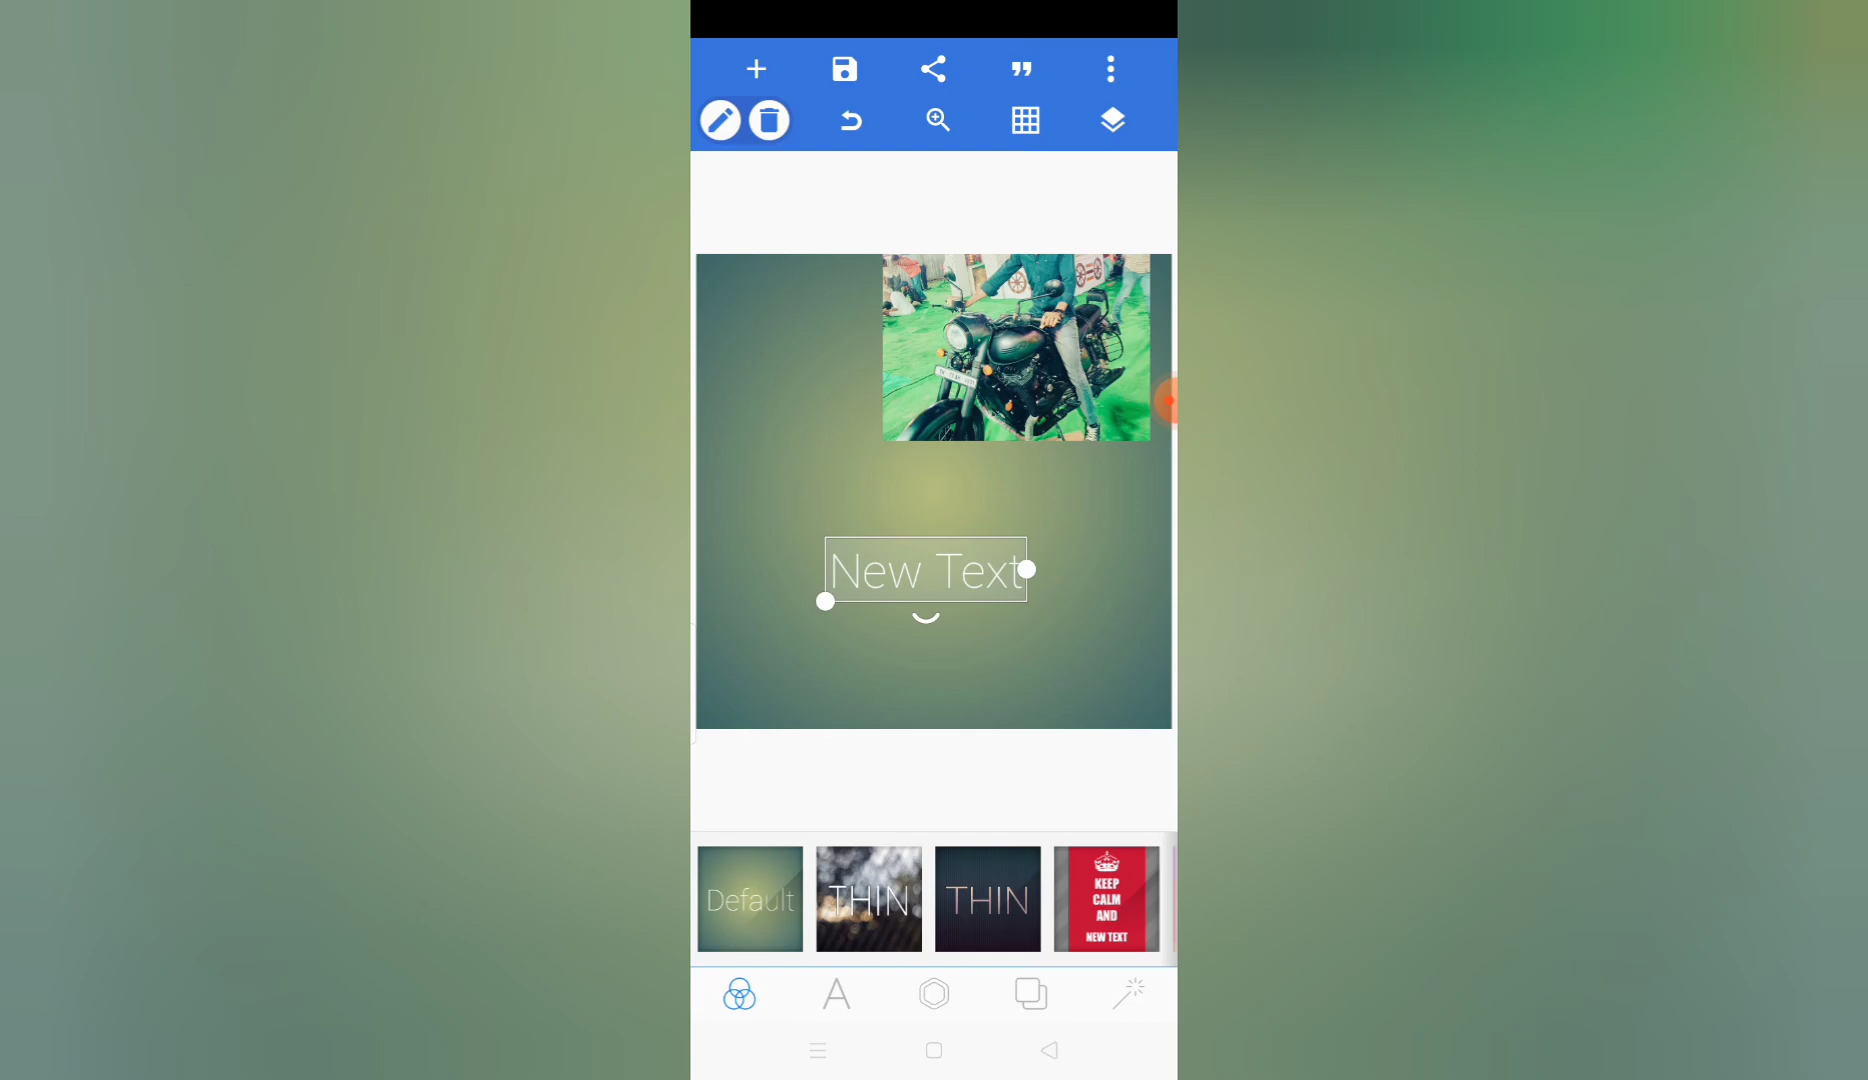 New Text
Default
THIN
THIN
KEEP
CALM
AND
NEW TEXT